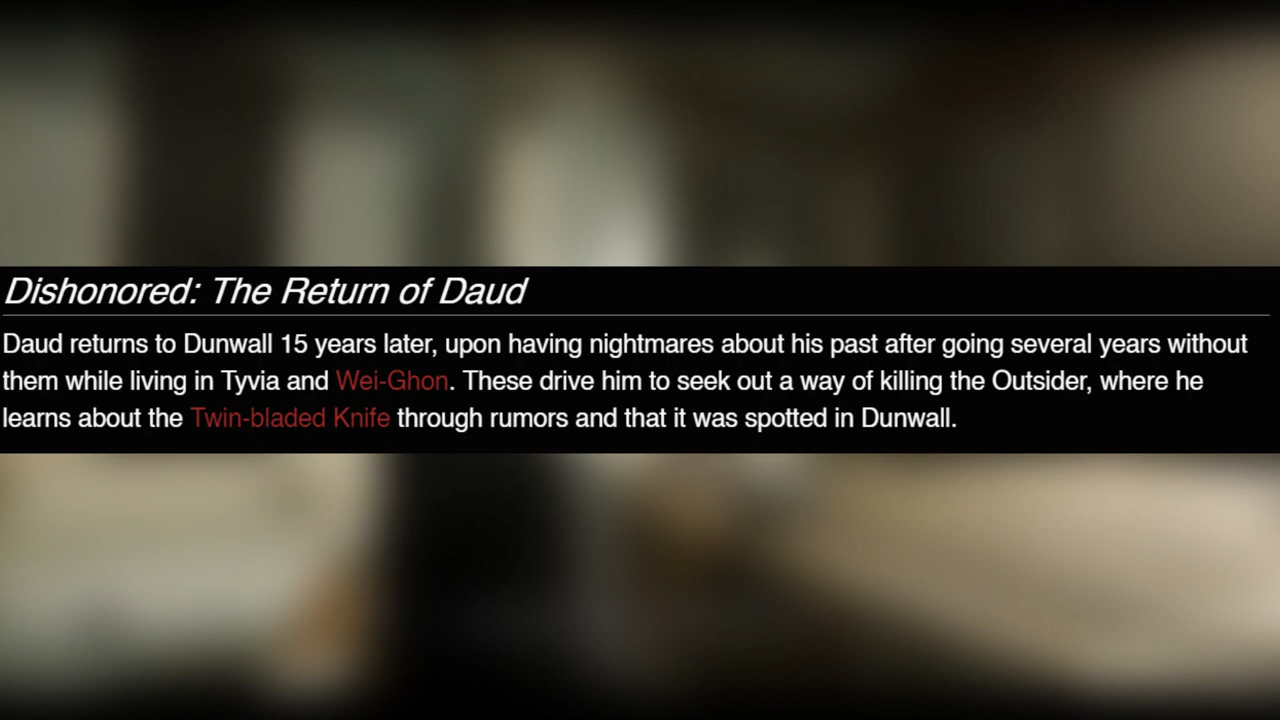 Dishonored: The Return of Daud
Daud returns to Dunwall 15 years later, upon having nightmares about his past after going several years without
them while living in Tyvia and Wei-Ghon. These drive him to seek out a way of killing the Outsider, where he
learns about the Twin-bladed Knife through rumors and that it was spotted in Dunwall.